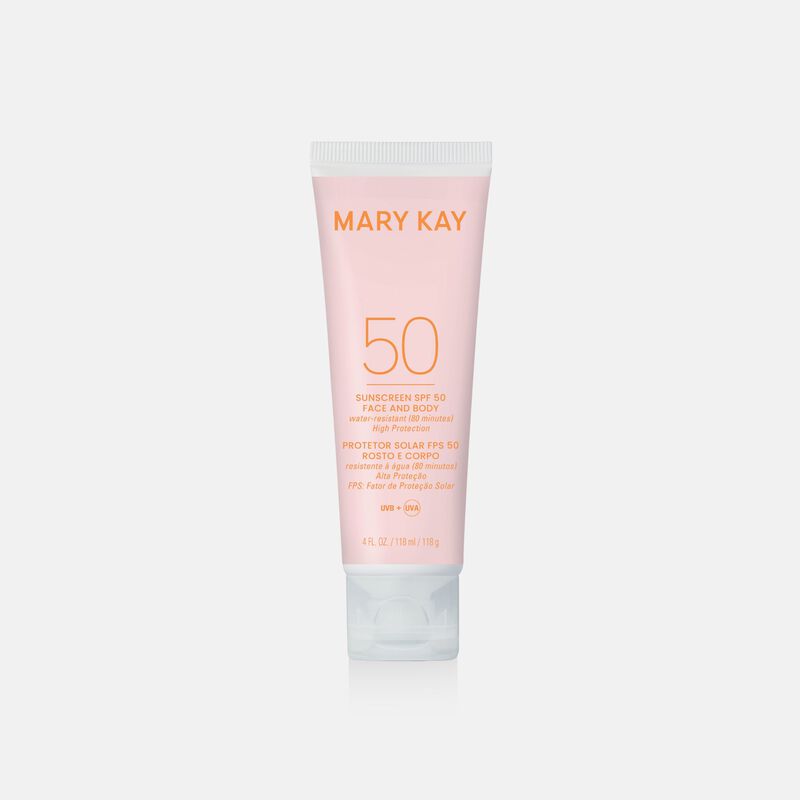 MARY KAY
50
SUNSCREEN SPF 50
FACE AND BODY
water-resistant (80 minutes)
High Protection
PROTETOR SOLAR FPS 50
ROSTO E CORPO
resistente à água (80 minutos)
Alta Proteção
FPS: Fator de Proteção Solar
UVB + UVA
4 FL. OZ. / 118 ml / 118 g